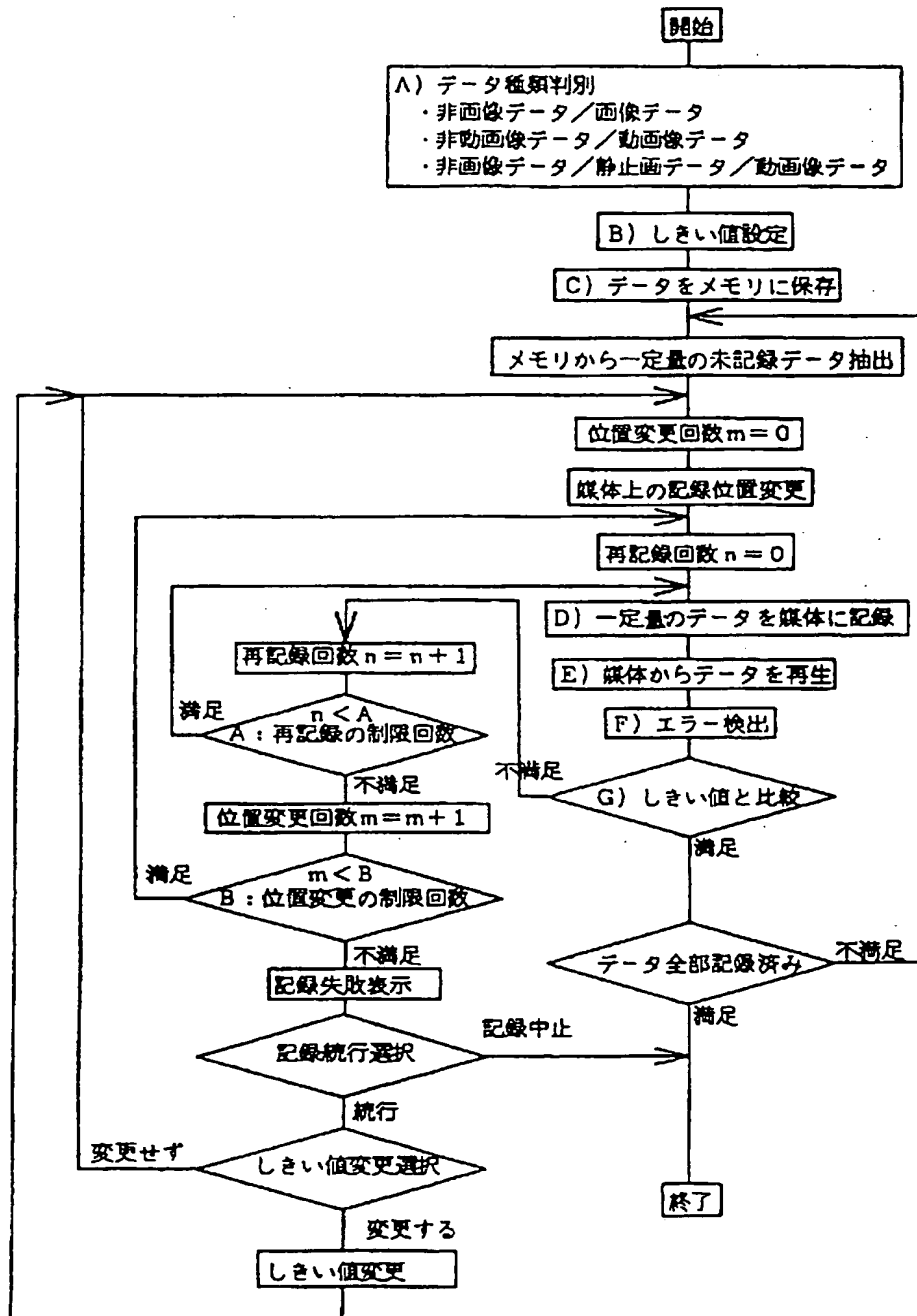 開始
A) データ種類判別
・非画像データ／画像データ
・非動画像データ／動画像データ
・非画像データ／静止画データ／動画像データ
B) しきい値設定
C) データをメモリに保存
メモリから一定量の未記録データ抽出
位置変更回数m＝0
媒体上の記録位置変更
再記録回数n＝0
D) 一定量のデータを媒体に記録
E) 媒体からデータを再生
F) エラー検出
G) しきい値と比較
不満足
満足
再記録回数n＝n＋1
n＜A
A：再記録の制限回数
満足
不満足
位置変更回数m＝m＋1
m＜B
B：位置変更の制限回数
満足
不満足
記録失敗表示
データ全部記録済み
不満足
満足
記録続行選択
記録中止
続行
しきい値変更選択
変更せず
変更する
しきい値変更
終了